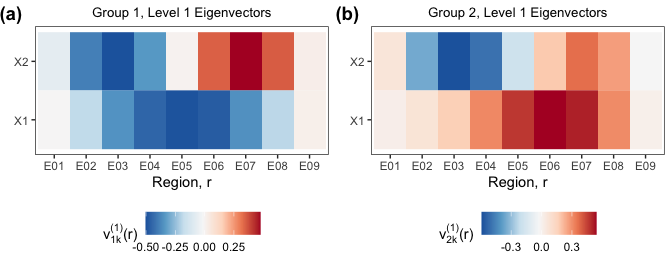 (a)
Group 1, Level 1 Eigenvectors
X2
X1
E01 E02 E03 E04 E05 E06 E07 E08 E09
Region, r
v₁ₖ⁽¹⁾(r)
-0.50 -0.25 0.00 0.25
(b)
Group 2, Level 1 Eigenvectors
X2
X1
E01 E02 E03 E04 E05 E06 E07 E08 E09
Region, r
v₂ₖ⁽¹⁾(r)
-0.3 0.0 0.3